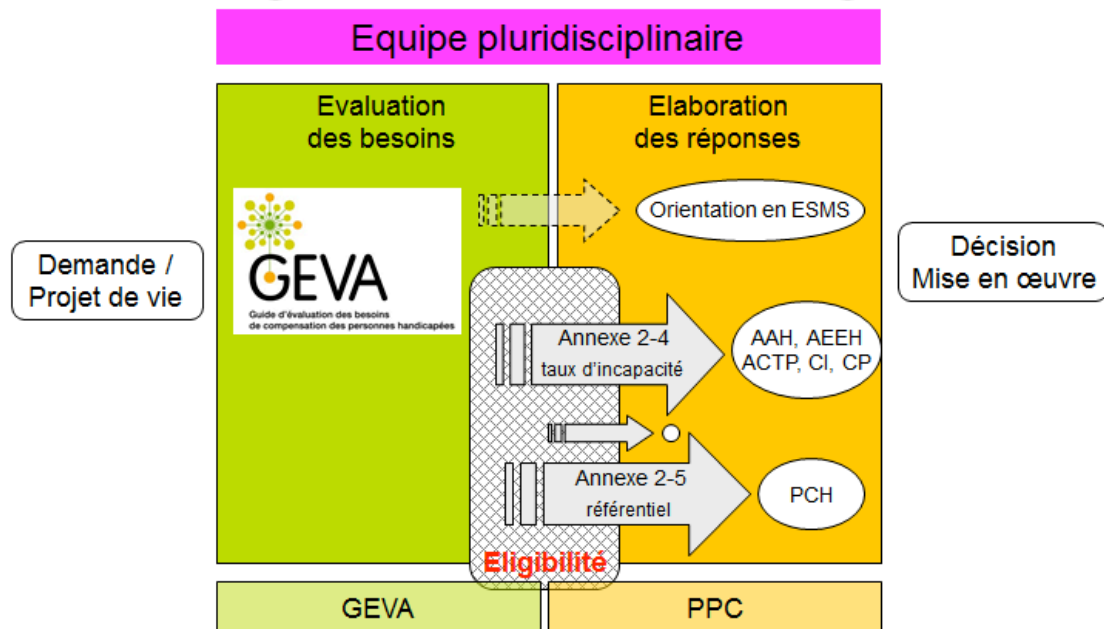 Equipe pluridisciplinaire
Evaluation
des besoins
Elaboration
des réponses
GEVA
Guide d'évaluation des besoins
de compensation des personnes handicapées
Orientation en ESMS
Demande /
Projet de vie
Décision
Mise en œuvre
Annexe 2-4
taux d'incapacité
AAH, AEEH
ACTP, CI, CP
Annexe 2-5
référentiel
PCH
Eligibilité
GEVA
PPC